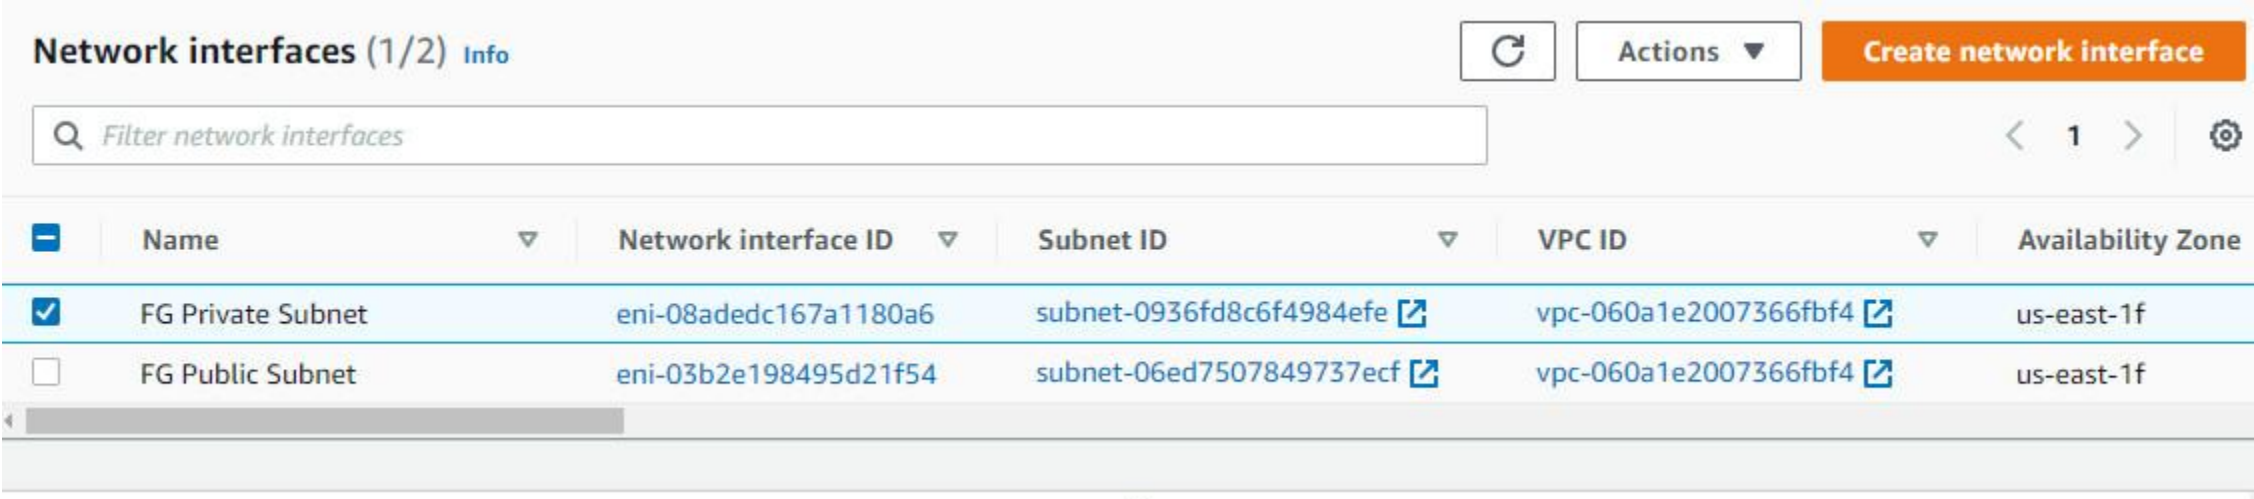 Network interfaces (1/2) Info Actions Create network interface
Filter network interfaces 1
Name Network interface ID Subnet ID VPC ID Availability Zone
FG Private Subnet eni-08adedc167a1180a6 subnet-0936fd8c6f4984efe vpc-060a1e2007366fbf4 us-east-1f
FG Public Subnet eni-03b2e198495d21f54 subnet-06ed7507849737ecf vpc-060a1e2007366fbf4 us-east-1f